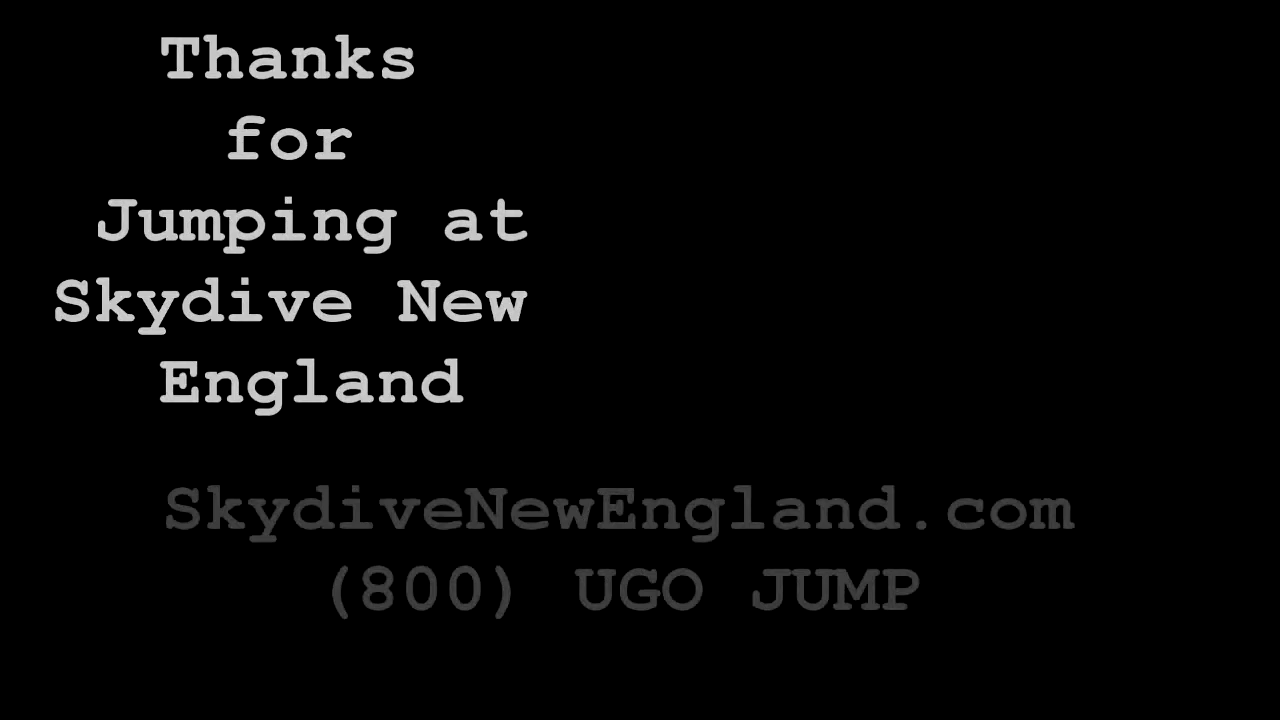 Thanks
for
Jumping at
Skydive New
England
SkydiveNewEngland.com
(800) UGO JUMP